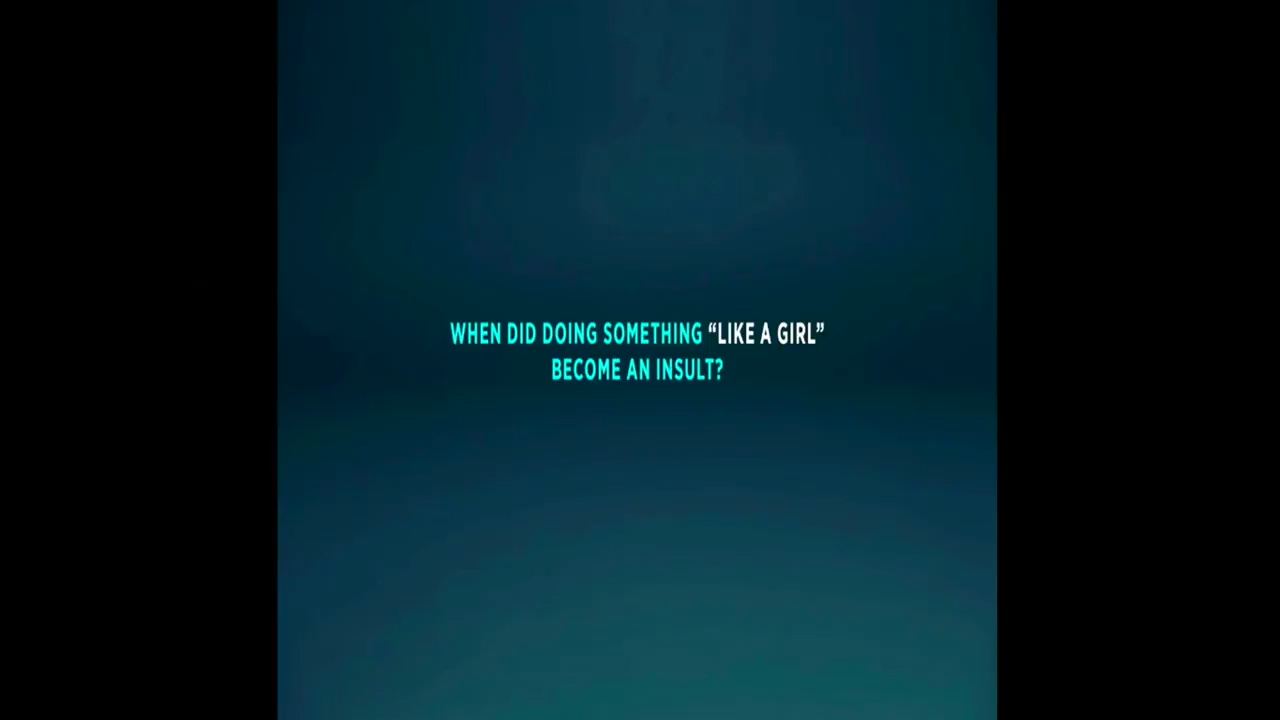 WHEN DID DOING SOMETHING “LIKE A GIRL”
BECOME AN INSULT?